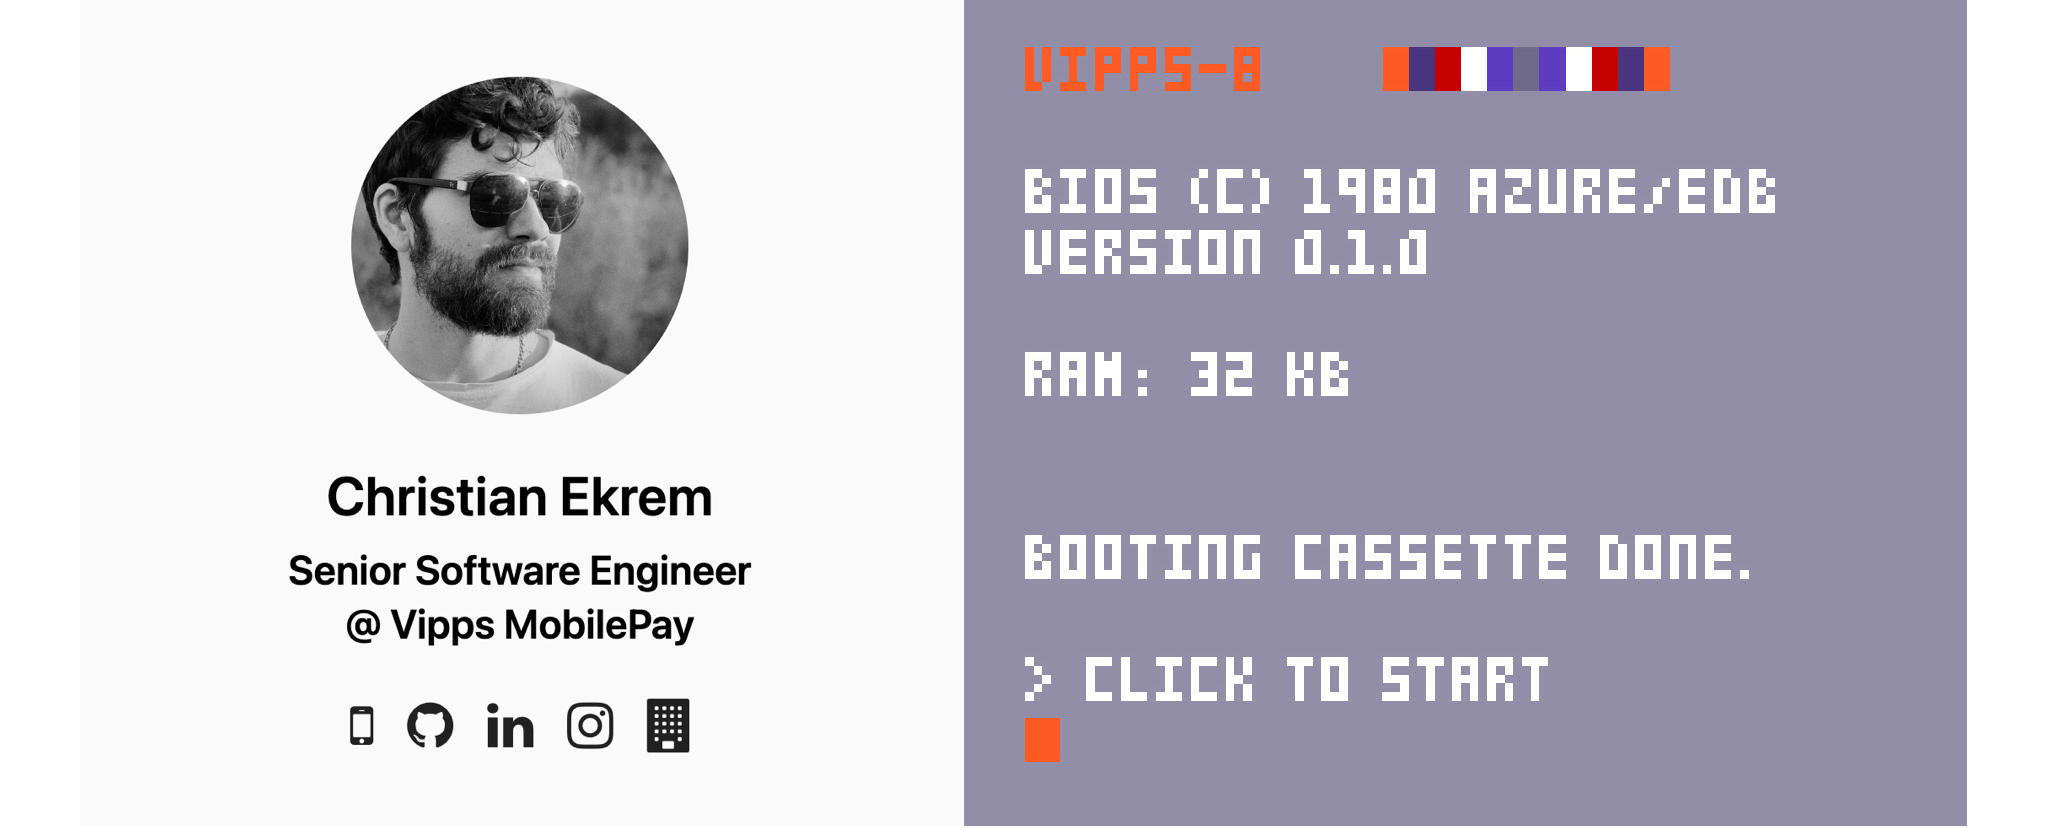 Christian Ekrem
Senior Software Engineer
@ Vipps MobilePay
VIPPS-8
BIOS (C) 1980 AZURE/EDB
VERSION 0.1.0
RAM: 32 KB
BOOTING CASSETTE DONE.
> CLICK TO START